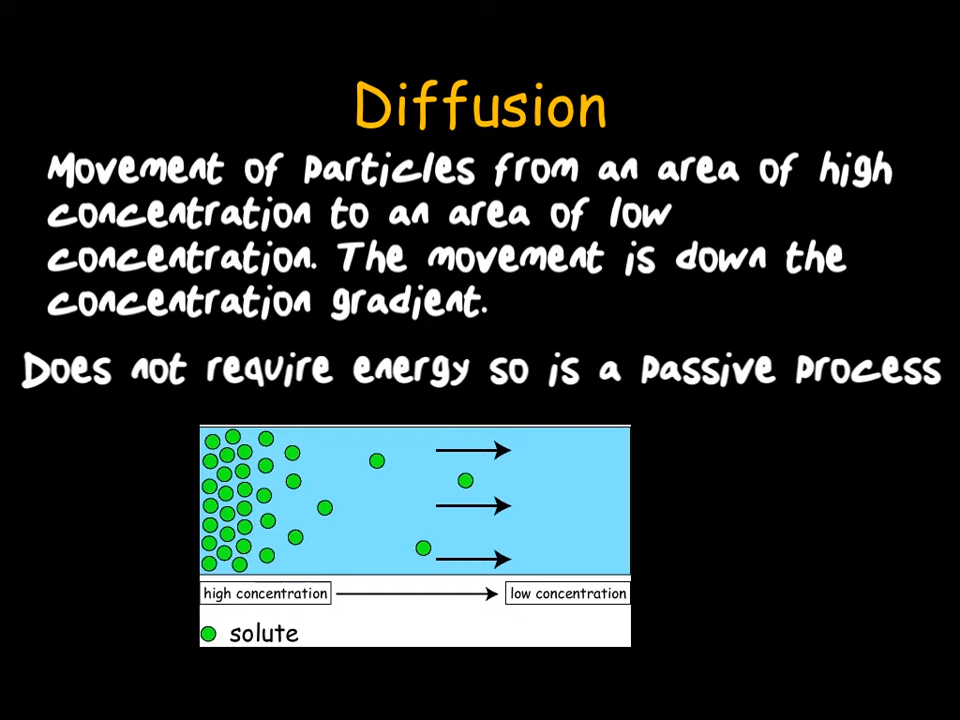 Diffusion
Movement of particles from an area of high
concentration to an area of low
concentration. The movement is down the
concentration gradient.
Does not require energy so is a passive process
high concentration
low concentration
solute